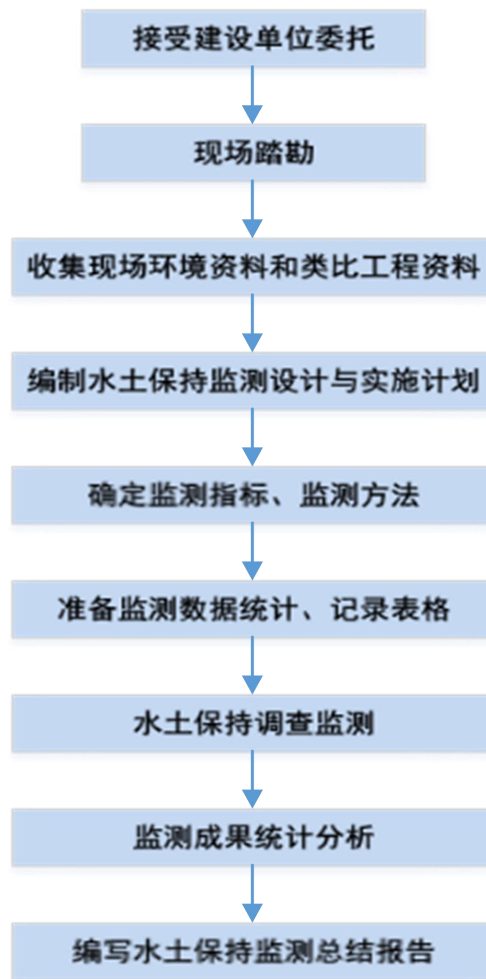 接受建设单位委托
现场踏勘
收集现场环境资料和类比工程资料
编制水土保持监测设计与实施计划
确定监测指标、监测方法
准备监测数据统计、记录表格
水土保持调查监测
监测成果统计分析
编写水土保持监测总结报告